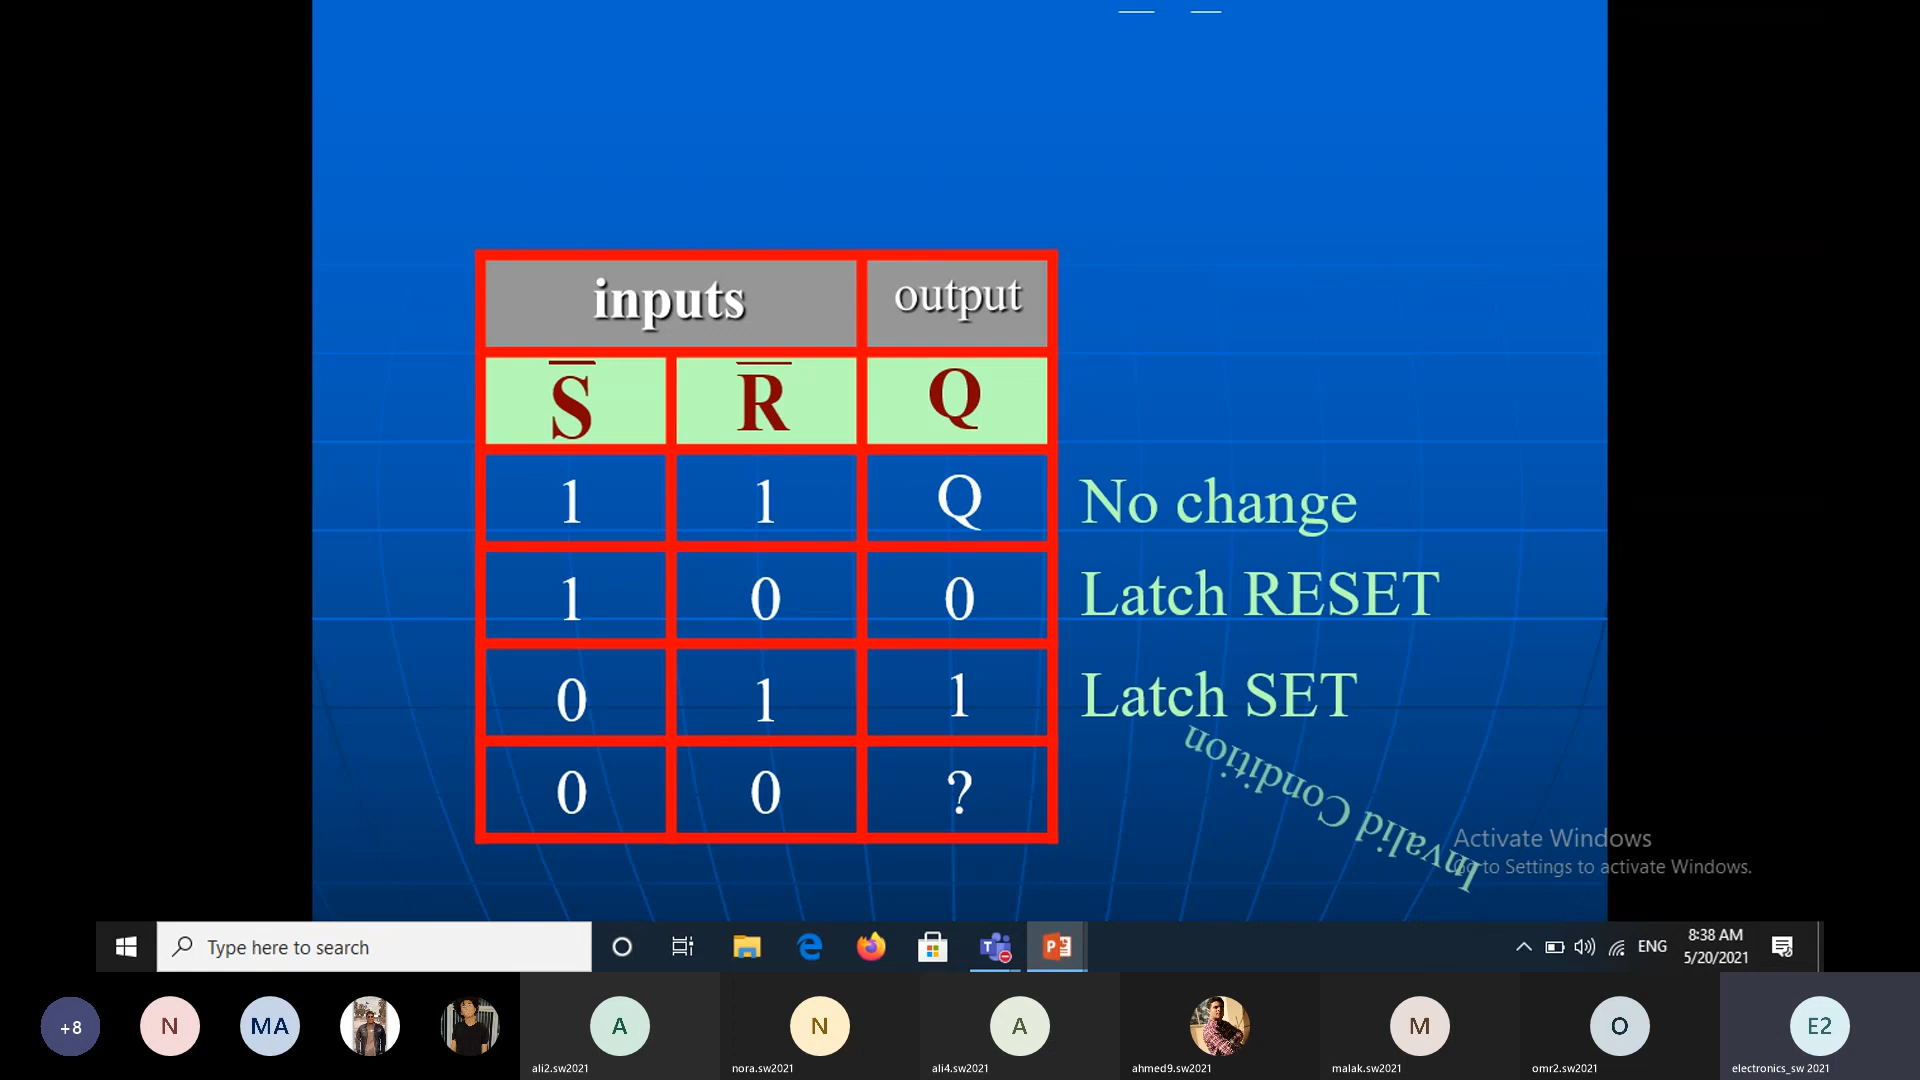 inputs output
S̅ R̅ Q
1 1 Q No change
1 0 0 Latch RESET
0 1 1 Latch SET
0 0 ? Invalid Condition
Activate Windows
Go to Settings to activate Windows.
Type here to search
ENG
8:38 AM
5/20/2021
+8 N MA A N A M O E2
ali2.sw2021 nora.sw2021 ali4.sw2021 ahmed9.sw2021 malak.sw2021 omr2.sw2021 electronics_sw 2021